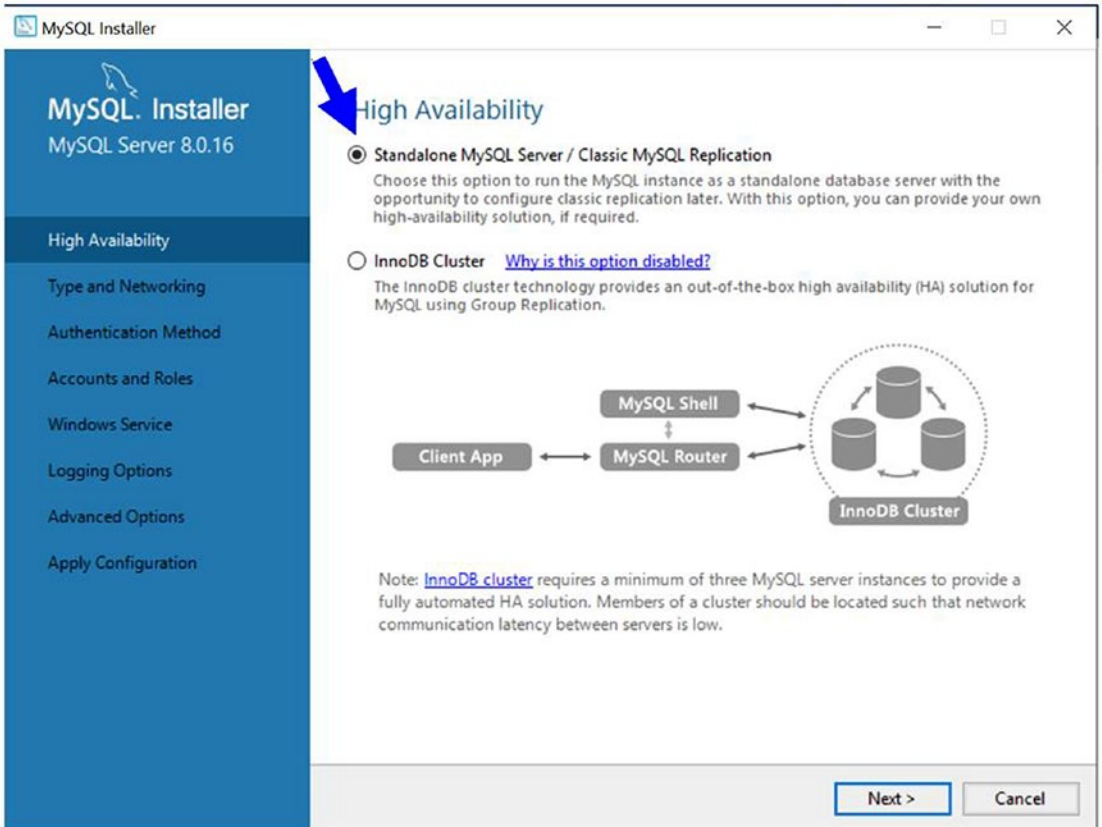 MySQL Installer
MySQL. Installer
MySQL Server 8.0.16
High Availability
Type and Networking
Authentication Method
Accounts and Roles
Windows Service
Logging Options
Advanced Options
Apply Configuration
High Availability
Standalone MySQL Server / Classic MySQL Replication
Choose this option to run the MySQL instance as a standalone database server with the
opportunity to configure classic replication later. With this option, you can provide your own
high-availability solution, if required.
InnoDB Cluster Why is this option disabled?
The InnoDB cluster technology provides an out-of-the-box high availability (HA) solution for
MySQL using Group Replication.
MySQL Shell
Client App
MySQL Router
InnoDB Cluster
Note: InnoDB cluster requires a minimum of three MySQL server instances to provide a
fully automated HA solution. Members of a cluster should be located such that network
communication latency between servers is low.
Next >
Cancel